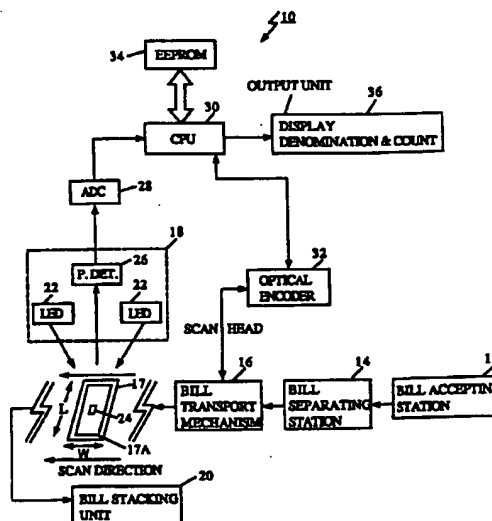 10
34
EEPROM
30
CPU
OUTPUT UNIT
36
DISPLAY
DENOMINATION & COUNT
ADC
28
18
26
P. DET.
22
LED
22
LED
32
OPTICAL
ENCODER
SCAN HEAD
17
L
24
W
17A
SCAN DIRECTION
16
BILL
TRANSPORT
MECHANISM
14
BILL
SEPARATING
STATION
1
BILL ACCEPTIN
STATION
20
BILL STACKING
UNIT